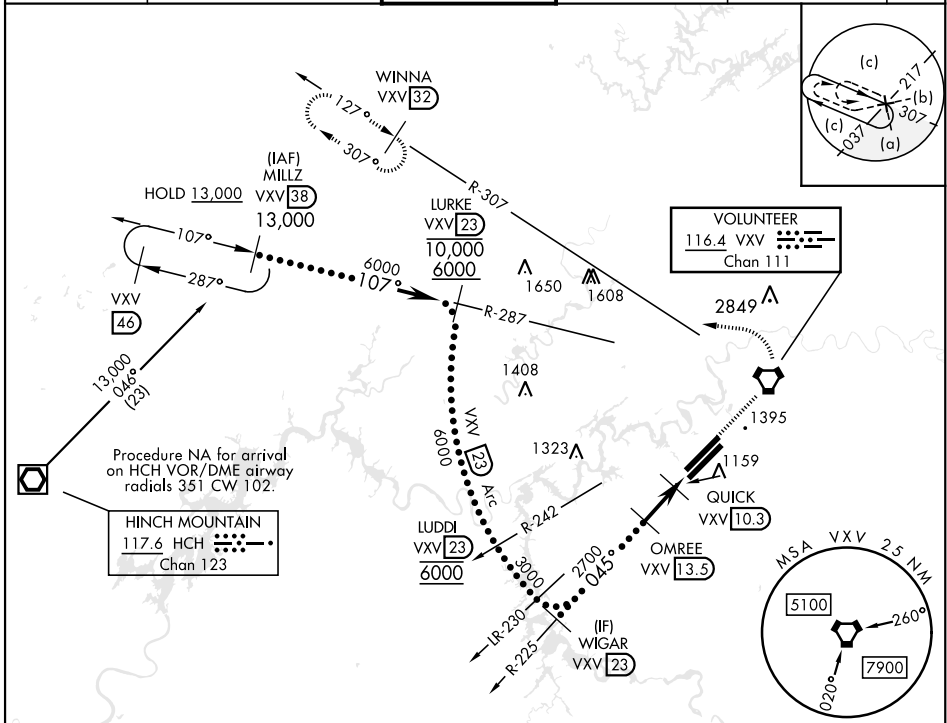 WINNA
VXV 32
127°
307°
(IAF)
MILLZ
VXV 38
13,000
HOLD 13,000
107°
287°
VXV
46
13,000
046°
(23)
6000
107°
LURKE
VXV 23
10,000
6000
R-307
R-287
1650
1608
VOLUNTEER
116.4 VXV
Chan 111
2849
1408
1395
1323
1159
VXV
23
Arc
6000
Procedure NA for arrival
on HCH VOR/DME airway
radials 351 CW 102.
HINCH MOUNTAIN
117.6 HCH
Chan 123
LUDDI
VXV 23
6000
R-242
3000
2700
045°
QUICK
VXV 10.3
OMREE
VXV 13.5
LR-230
R-225
(IF)
WIGAR
VXV 23
(c)
217
(b)
307
(c)
037
(a)
MSA VXV 25 NM
5100
260°
7900
020°